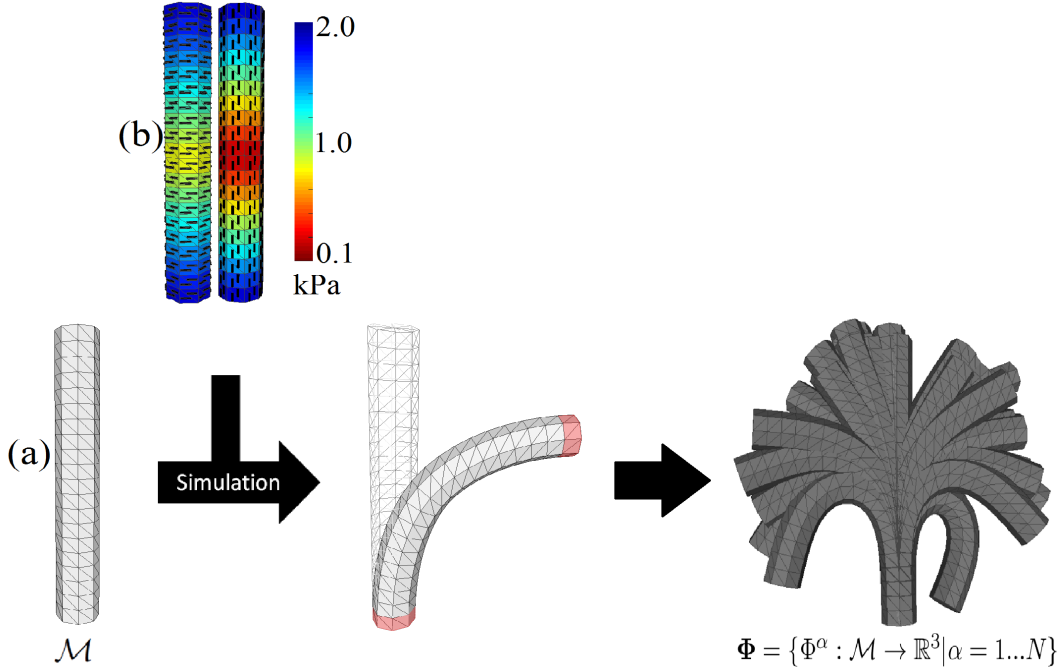 (b)
2.0
1.0
0.1
kPa
(a)
Simulation
ℳ
𝚽 = {Φ^α : ℳ → ℝ³|α = 1...N}